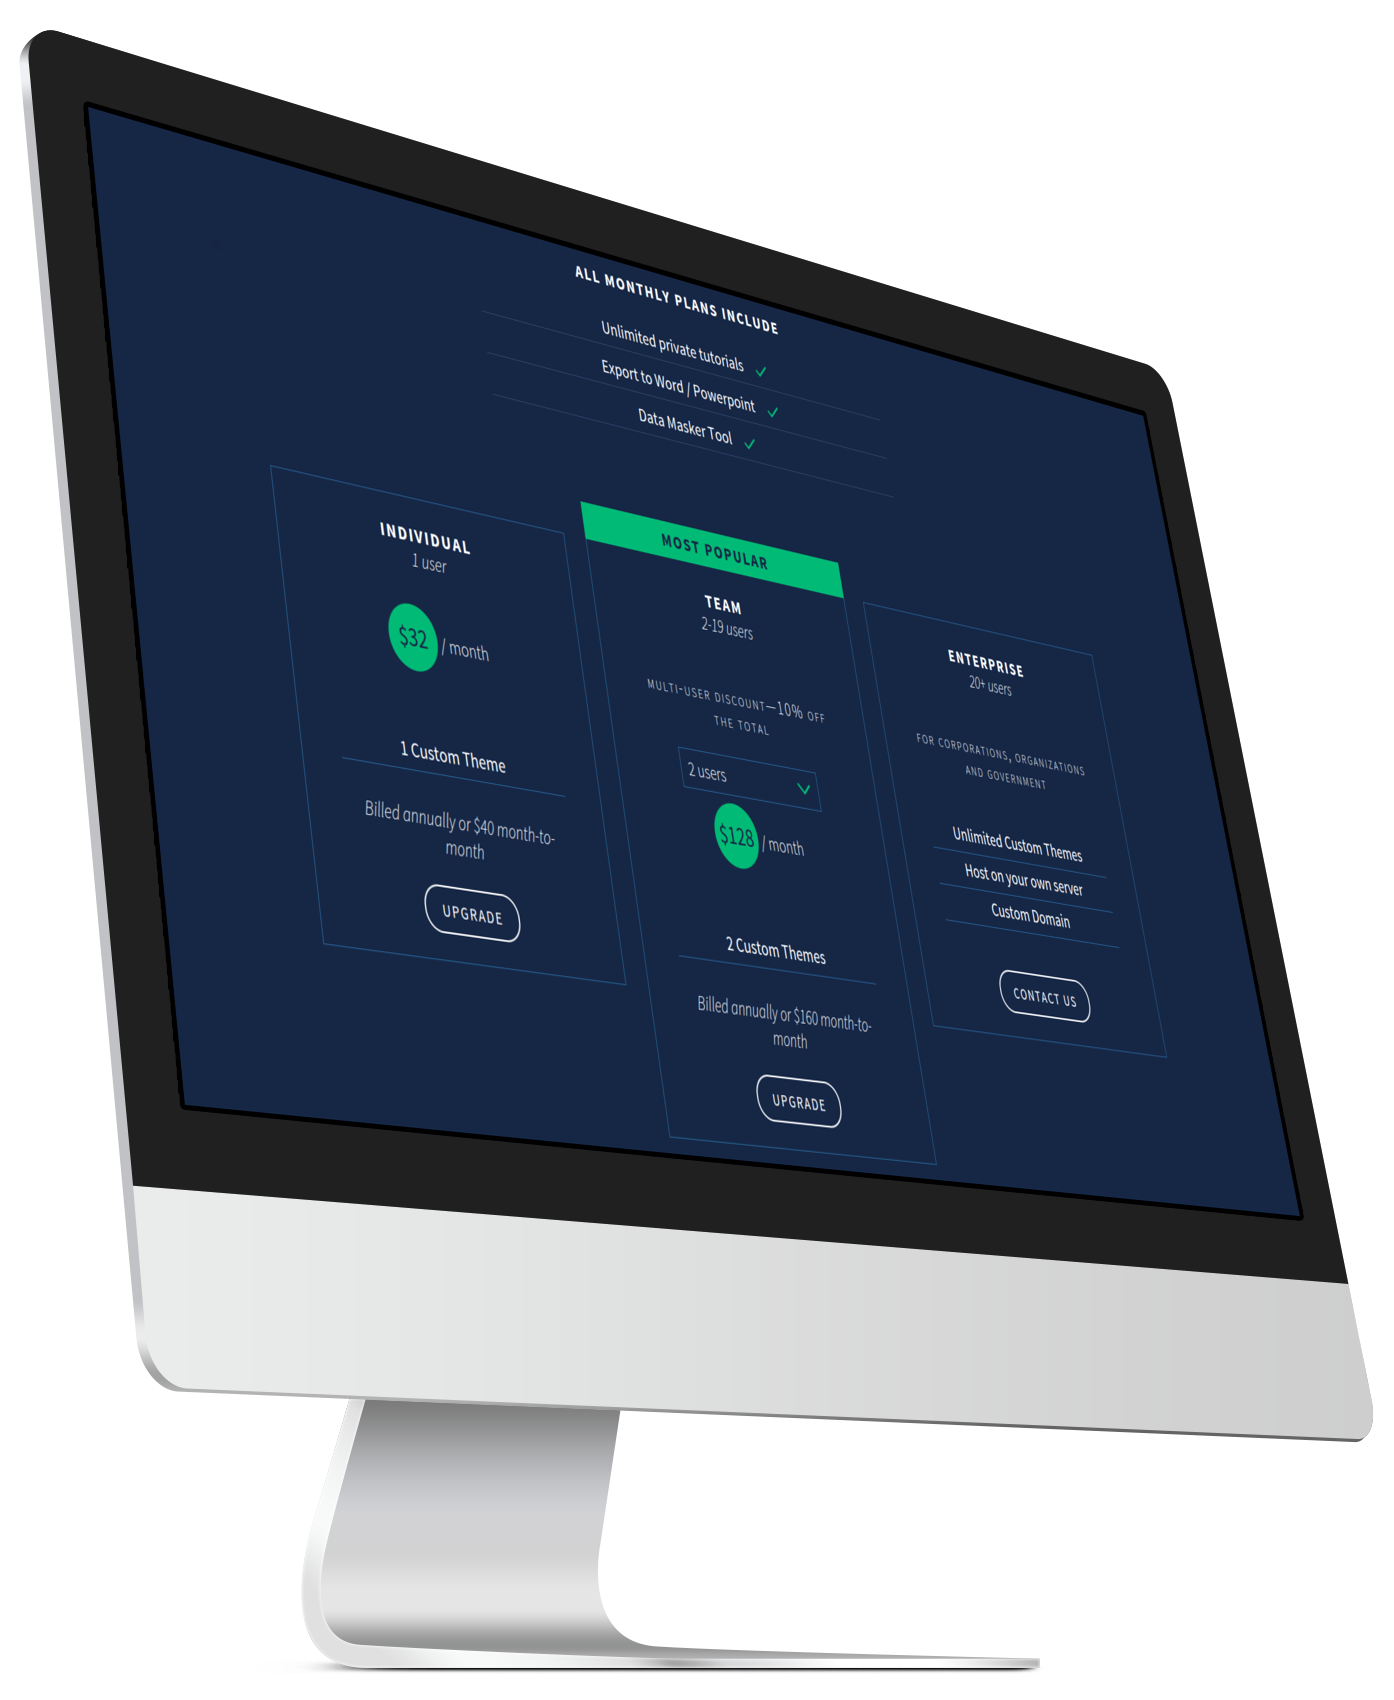 ALL MONTHLY PLANS INCLUDE
Unlimited private tutorials
Export to Word / Powerpoint
Data Masker Tool
INDIVIDUAL
1 user
$32 / month
1 Custom Theme
Billed annually or $40 month-to-
month
UPGRADE
MOST POPULAR
TEAM
2-19 users
MULTI-USER DISCOUNT—10% OFF
THE TOTAL
2 users
$128 / month
2 Custom Themes
Billed annually or $160 month-to-
month
UPGRADE
ENTERPRISE
20+ users
FOR CORPORATIONS, ORGANIZATIONS
AND GOVERNMENT
Unlimited Custom Themes
Host on your own server
Custom Domain
CONTACT US